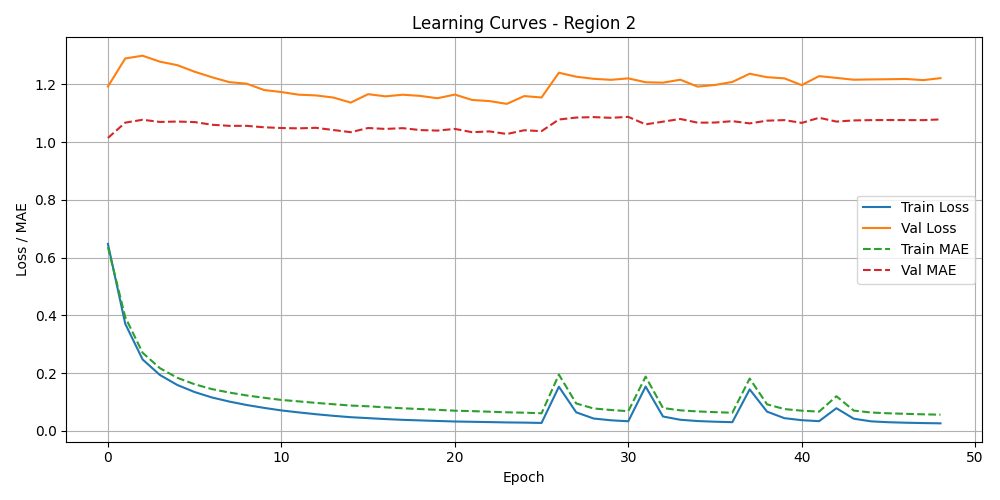 Learning Curves - Region 2
Loss / MAE
1.2
1.0
0.8
0.6
0.4
0.2
0.0
Train Loss
Val Loss
Train MAE
Val MAE
0 10 20 30 40 50
Epoch